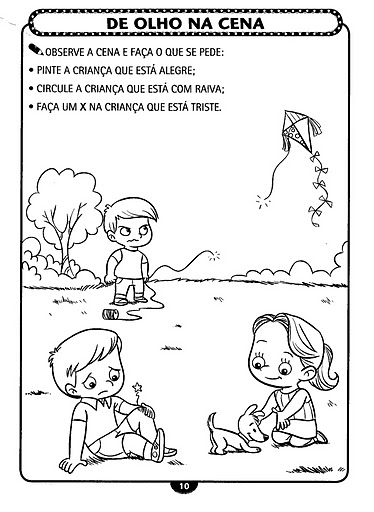 DE OLHO NA CENA
OBSERVE A CENA E FAÇA O QUE SE PEDE:
• PINTE A CRIANÇA QUE ESTÁ ALEGRE;
• CIRCULE A CRIANÇA QUE ESTÁ COM RAIVA;
• FAÇA UM X NA CRIANÇA QUE ESTÁ TRISTE.
10